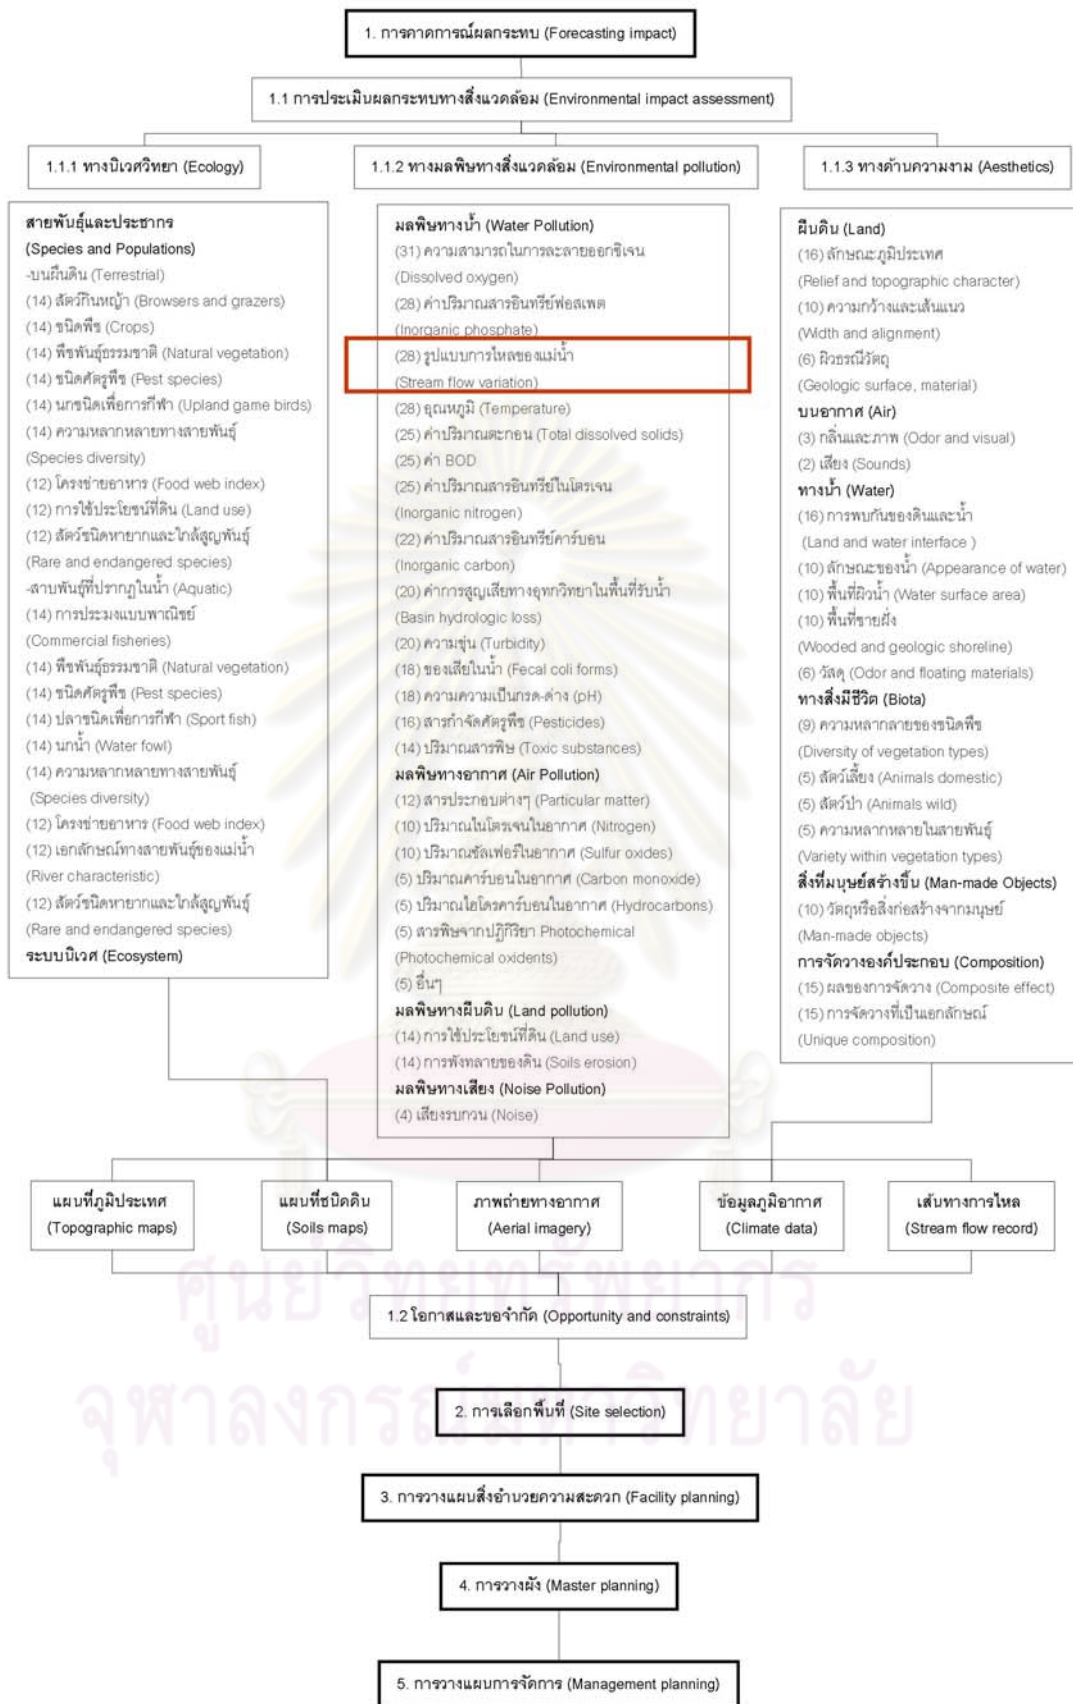 1. การคาดการณ์ผลกระทบ (Forecasting impact)
1.1 การประเมินผลกระทบทางสิ่งแวดล้อม (Environmental impact assessment)
1.1.1 ทางนิเวศวิทยา (Ecology)
สายพันธุ์และประชากร
(Species and Populations)
-บนผืนดิน (Terrestrial)
(14) สัตว์กินหญ้า (Browsers and grazers)
(14) ชนิดพืช (Crops)
(14) พืชพันธุ์ธรรมชาติ (Natural vegetation)
(14) ชนิดศัตรูพืช (Pest species)
(14) นกชนิดเพื่อการกีฬา (Upland game birds)
(14) ความหลากหลายทางสายพันธุ์
(Species diversity)
(12) โครงข่ายอาหาร (Food web index)
(12) การใช้ประโยชน์ที่ดิน (Land use)
(12) สัตว์ชนิดหายากและใกล้สูญพันธุ์
(Rare and endangered species)
-สาบพันธุ์ที่ปรากฏในน้ำ (Aquatic)
(14) การประมงแบบพาณิชย์
(Commercial fisheries)
(14) พืชพันธุ์ธรรมชาติ (Natural vegetation)
(14) ชนิดศัตรูพืช (Pest species)
(14) ปลาชนิดเพื่อการกีฬา (Sport fish)
(14) นกน้ำ (Water fowl)
(14) ความหลากหลายทางสายพันธุ์
(Species diversity)
(12) โครงข่ายอาหาร (Food web index)
(12) เอกลักษณ์ทางสายพันธุ์ของแม่น้ำ
(River characteristic)
(12) สัตว์ชนิดหายากและใกล้สูญพันธุ์
(Rare and endangered species)
ระบบนิเวศ (Ecosystem)
1.1.2 ทางมลพิษทางสิ่งแวดล้อม (Environmental pollution)
มลพิษทางน้ำ (Water Pollution)
(31) ความสามารถในการละลายออกซิเจน
(Dissolved oxygen)
(28) ค่าปริมาณสารอินทรีย์ฟอสเฟต
(Inorganic phosphate)
(28) รูปแบบการไหลของแม่น้ำ
(Stream flow variation)
(28) อุณหภูมิ (Temperature)
(25) ค่าปริมาณตะกอน (Total dissolved solids)
(25) ค่า BOD
(25) ค่าปริมาณสารอินทรีย์ไนโตรเจน
(Inorganic nitrogen)
(22) ค่าปริมาณสารอินทรีย์คาร์บอน
(Inorganic carbon)
(20) ค่าการสูญเสียทางอุทกวิทยาในพื้นที่รับน้ำ
(Basin hydrologic loss)
(20) ความขุ่น (Turbidity)
(18) ของเสียในน้ำ (Fecal coli forms)
(18) ความความเป็นกรด-ด่าง (pH)
(16) สารกำจัดศัตรูพืช (Pesticides)
(14) ปริมาณสารพิษ (Toxic substances)
มลพิษทางอากาศ (Air Pollution)
(12) สารประกอบต่างๆ (Particular matter)
(10) ปริมาณไนโตรเจนในอากาศ (Nitrogen)
(10) ปริมาณซัลเฟอร์ในอากาศ (Sulfur oxides)
(5) ปริมาณคาร์บอนในอากาศ (Carbon monoxide)
(5) ปริมาณไฮโดรคาร์บอนในอากาศ (Hydrocarbons)
(5) สารพิษจากปฏิกิริยา Photochemical
(Photochemical oxidents)
(5) อื่นๆ
มลพิษทางผืนดิน (Land pollution)
(14) การใช้ประโยชน์ที่ดิน (Land use)
(14) การพังทลายของดิน (Soils erosion)
มลพิษทางเสียง (Noise Pollution)
(4) เสียงรบกวน (Noise)
1.1.3 ทางด้านความงาม (Aesthetics)
ผืนดิน (Land)
(16) ลักษณะภูมิประเทศ
(Relief and topographic character)
(10) ความกว้างและเส้นแนว
(Width and alignment)
(6) ผิวธรณีวัตถุ
(Geologic surface, material)
บนอากาศ (Air)
(3) กลิ่นและภาพ (Odor and visual)
(2) เสียง (Sounds)
ทางน้ำ (Water)
(16) การพบกันของดินและน้ำ
(Land and water interface )
(10) ลักษณะของน้ำ (Appearance of water)
(10) พื้นที่ผิวน้ำ (Water surface area)
(10) พื้นที่ชายฝั่ง
(Wooded and geologic shoreline)
(6) วัสดุ (Odor and floating materials)
ทางสิ่งมีชีวิต (Biota)
(9) ความหลากลายของชนิดพืช
(Diversity of vegetation types)
(5) สัตว์เลี้ยง (Animals domestic)
(5) สัตว์ป่า (Animals wild)
(5) ความหลากหลายในสายพันธุ์
(Variety within vegetation types)
สิ่งที่มนุษย์สร้างขึ้น (Man-made Objects)
(10) วัตถุหรือสิ่งก่อสร้างจากมนุษย์
(Man-made objects)
การจัดวางองค์ประกอบ (Composition)
(15) ผลของการจัดวาง (Composite effect)
(15) การจัดวางที่เป็นเอกลักษณ์
(Unique composition)
แผนที่ภูมิประเทศ
(Topographic maps)
แผนที่ชนิดดิน
(Soils maps)
ภาพถ่ายทางอากาศ
(Aerial imagery)
ข้อมูลภูมิอากาศ
(Climate data)
เส้นทางการไหล
(Stream flow record)
1.2 โอกาสและขอจำกัด (Opportunity and constraints)
2. การเลือกพื้นที่ (Site selection)
3. การวางแผนสิ่งอำนวยความสะดวก (Facility planning)
4. การวางผัง (Master planning)
5. การวางแผนการจัดการ (Management planning)
ศูนย์วิทยทรัพยากร
จุฬาลงกรณ์มหาวิทยาลัย